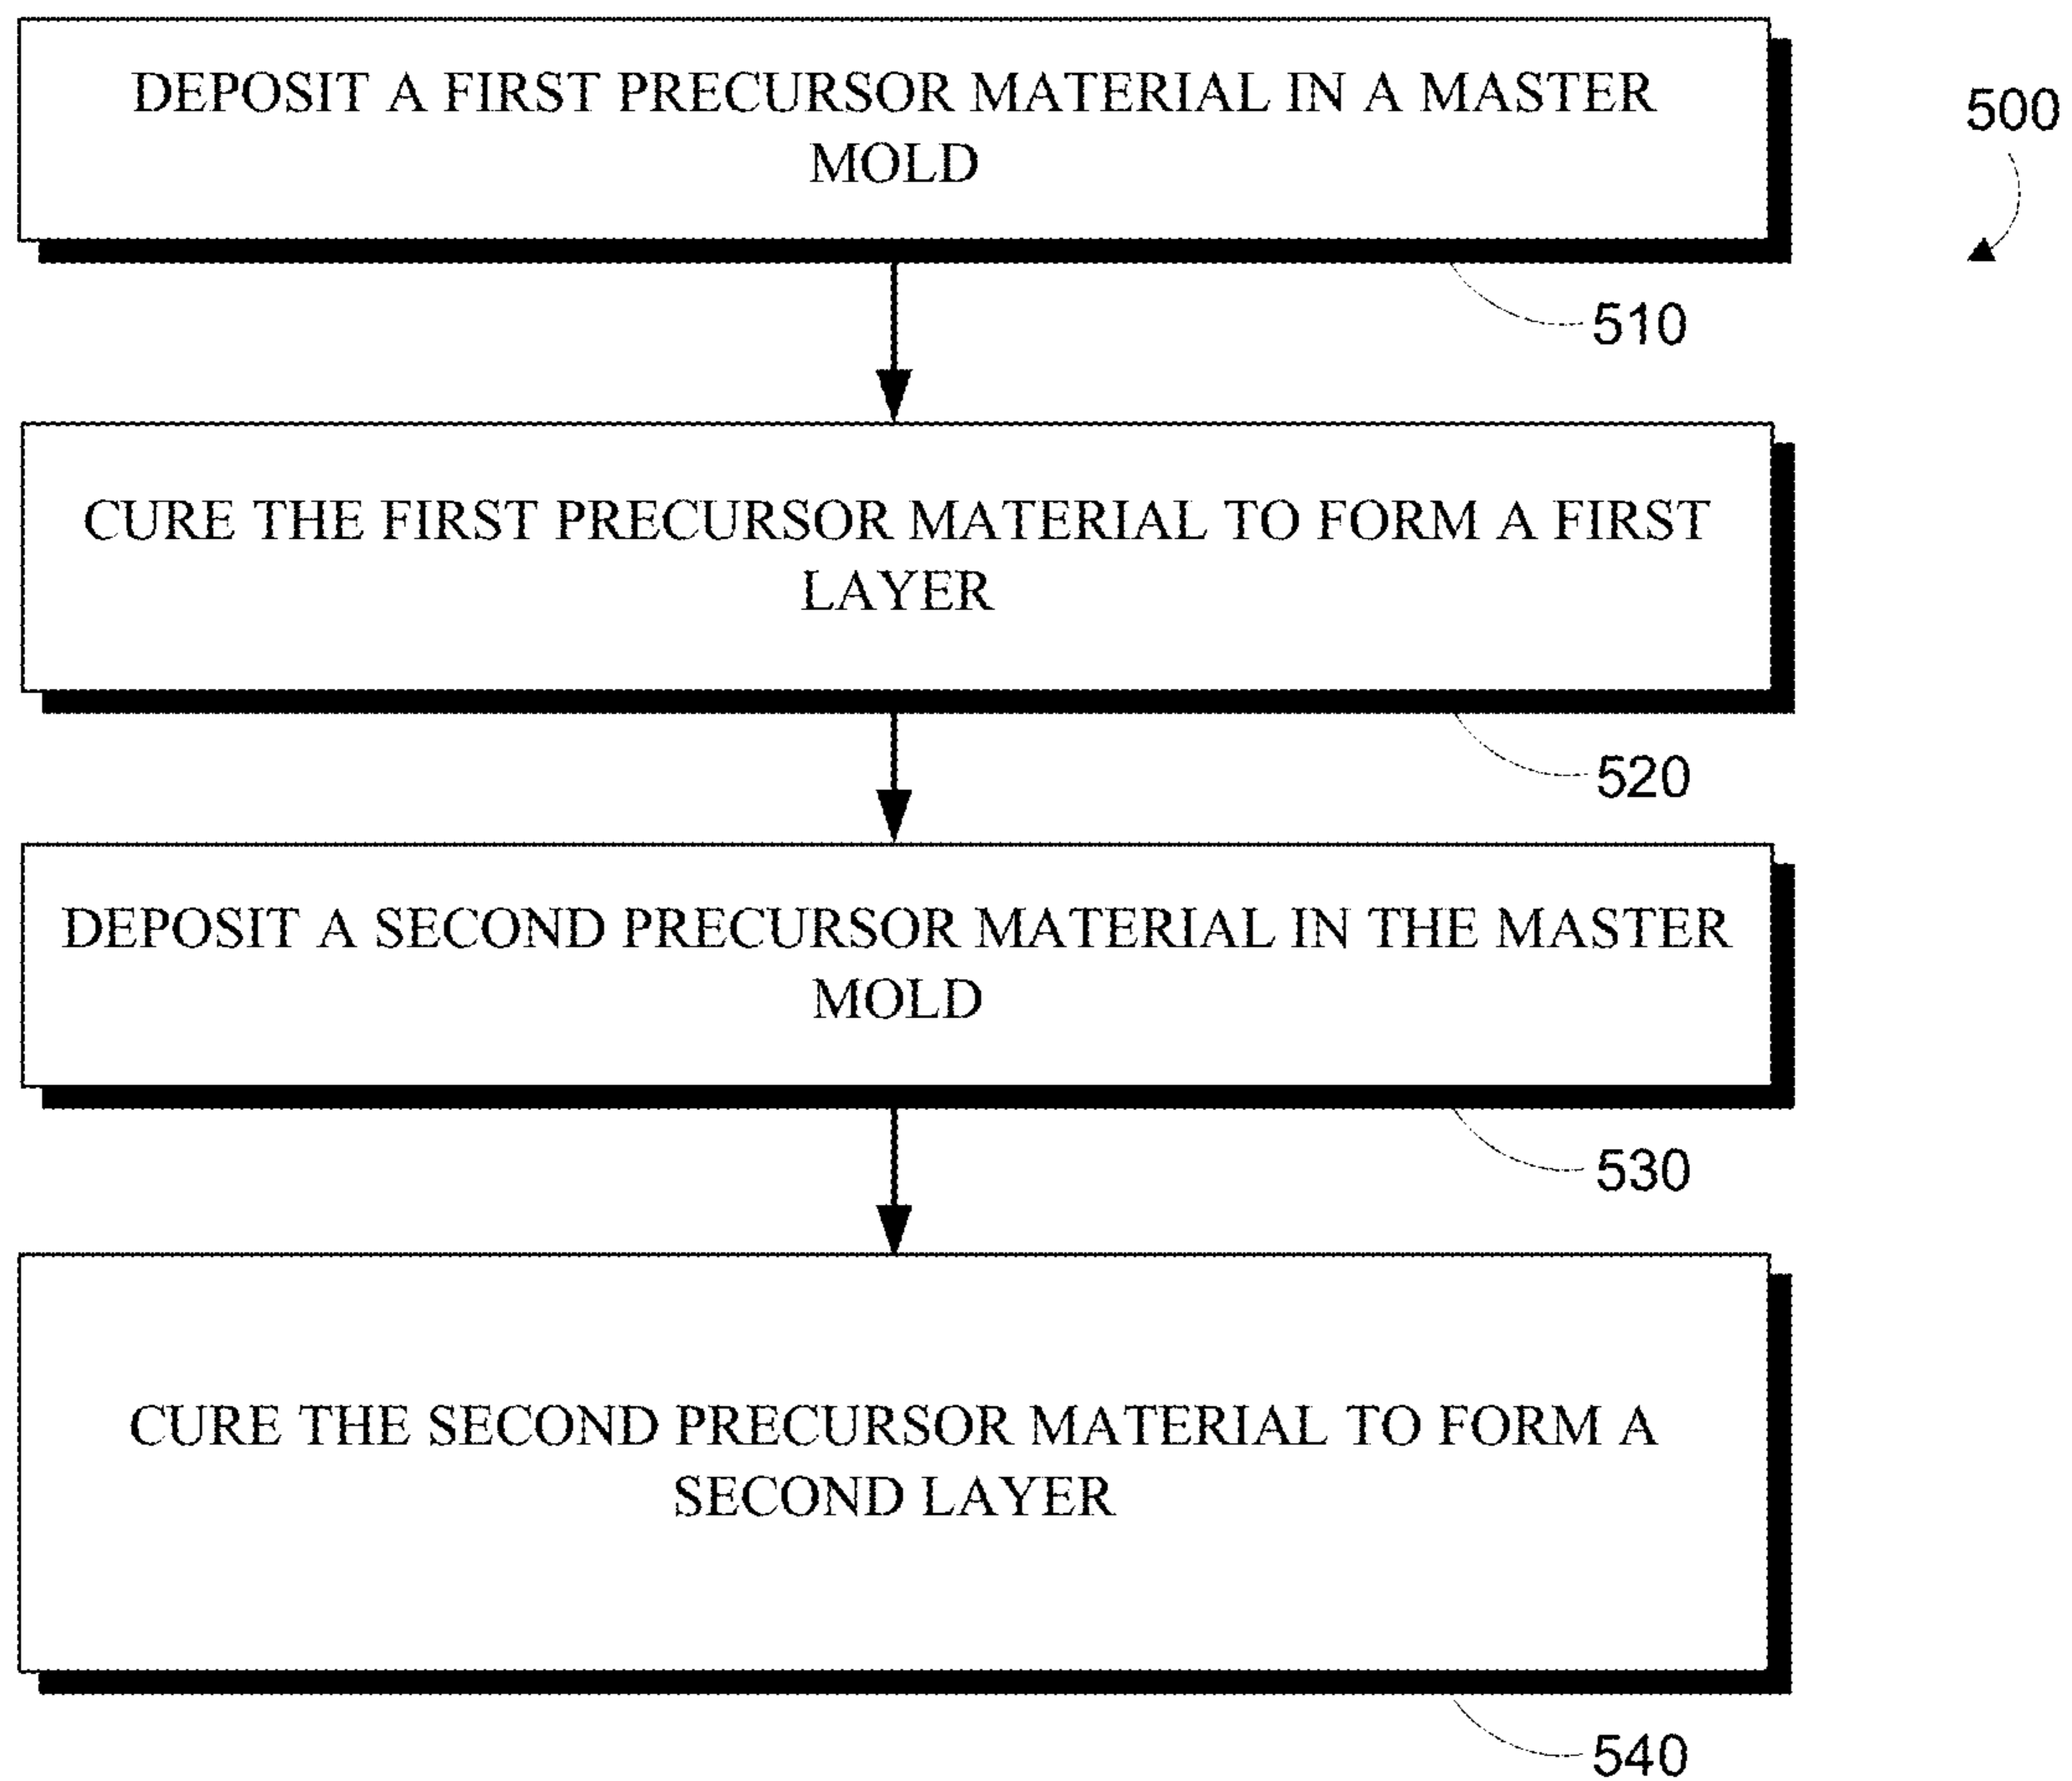 DEPOSIT A FIRST PRECURSOR MATERIAL IN A MASTER
MOLD
500
510
CURE THE FIRST PRECURSOR MATERIAL TO FORM A FIRST
LAYER
520
DEPOSIT A SECOND PRECURSOR MATERIAL IN THE MASTER
MOLD
530
CURE THE SECOND PRECURSOR MATERIAL TO FORM A
SECOND LAYER
540